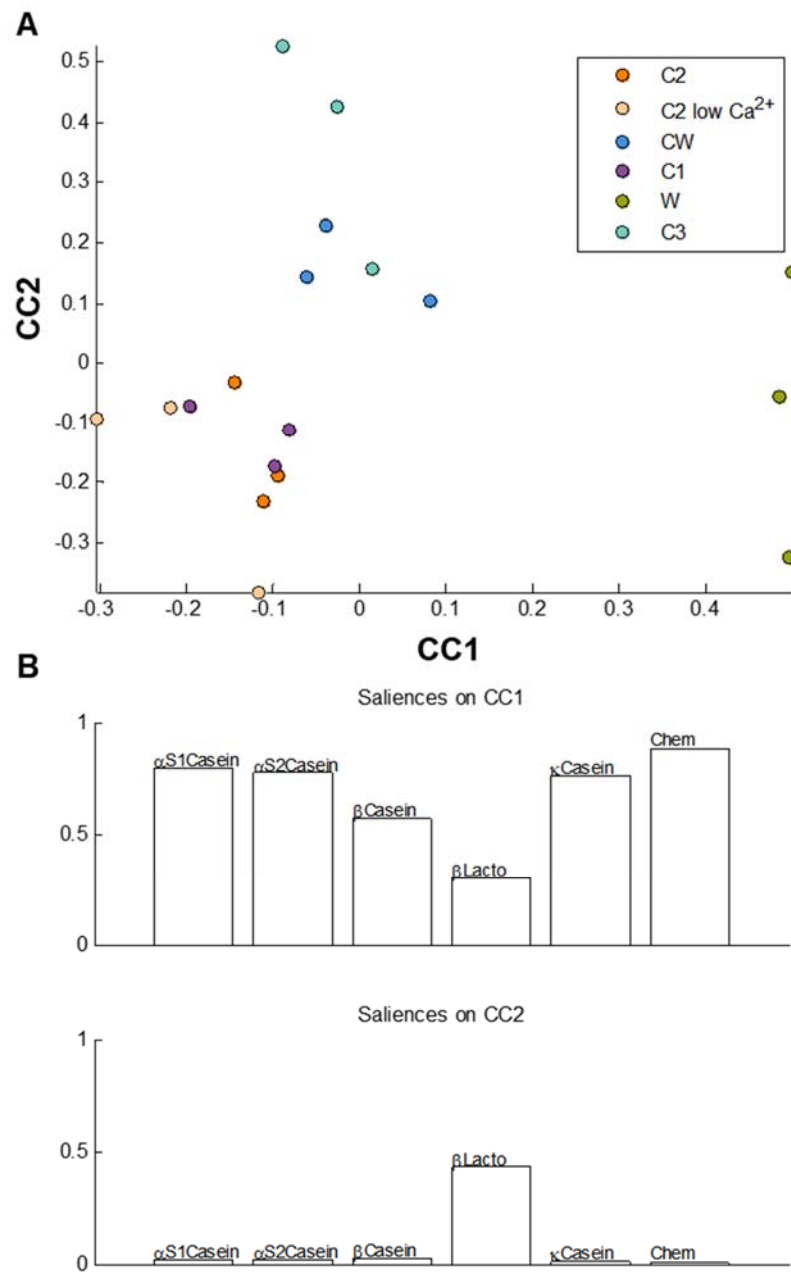 A
0.5
0.4
0.3
0.2
0.1
0
-0.1
-0.2
-0.3
CC2
-0.3
-0.2
-0.1
0
0.1
0.2
0.3
0.4
CC1
C2
C2 low Ca²⁺
CW
C1
W
C3
B
Saliences on CC1
1
0.5
0
αS1Casein
αS2Casein
βCasein
βLacto
κCasein
Chem
Saliences on CC2
1
0.5
0
αS1Casein
αS2Casein
βCasein
βLacto
κCasein
Chem